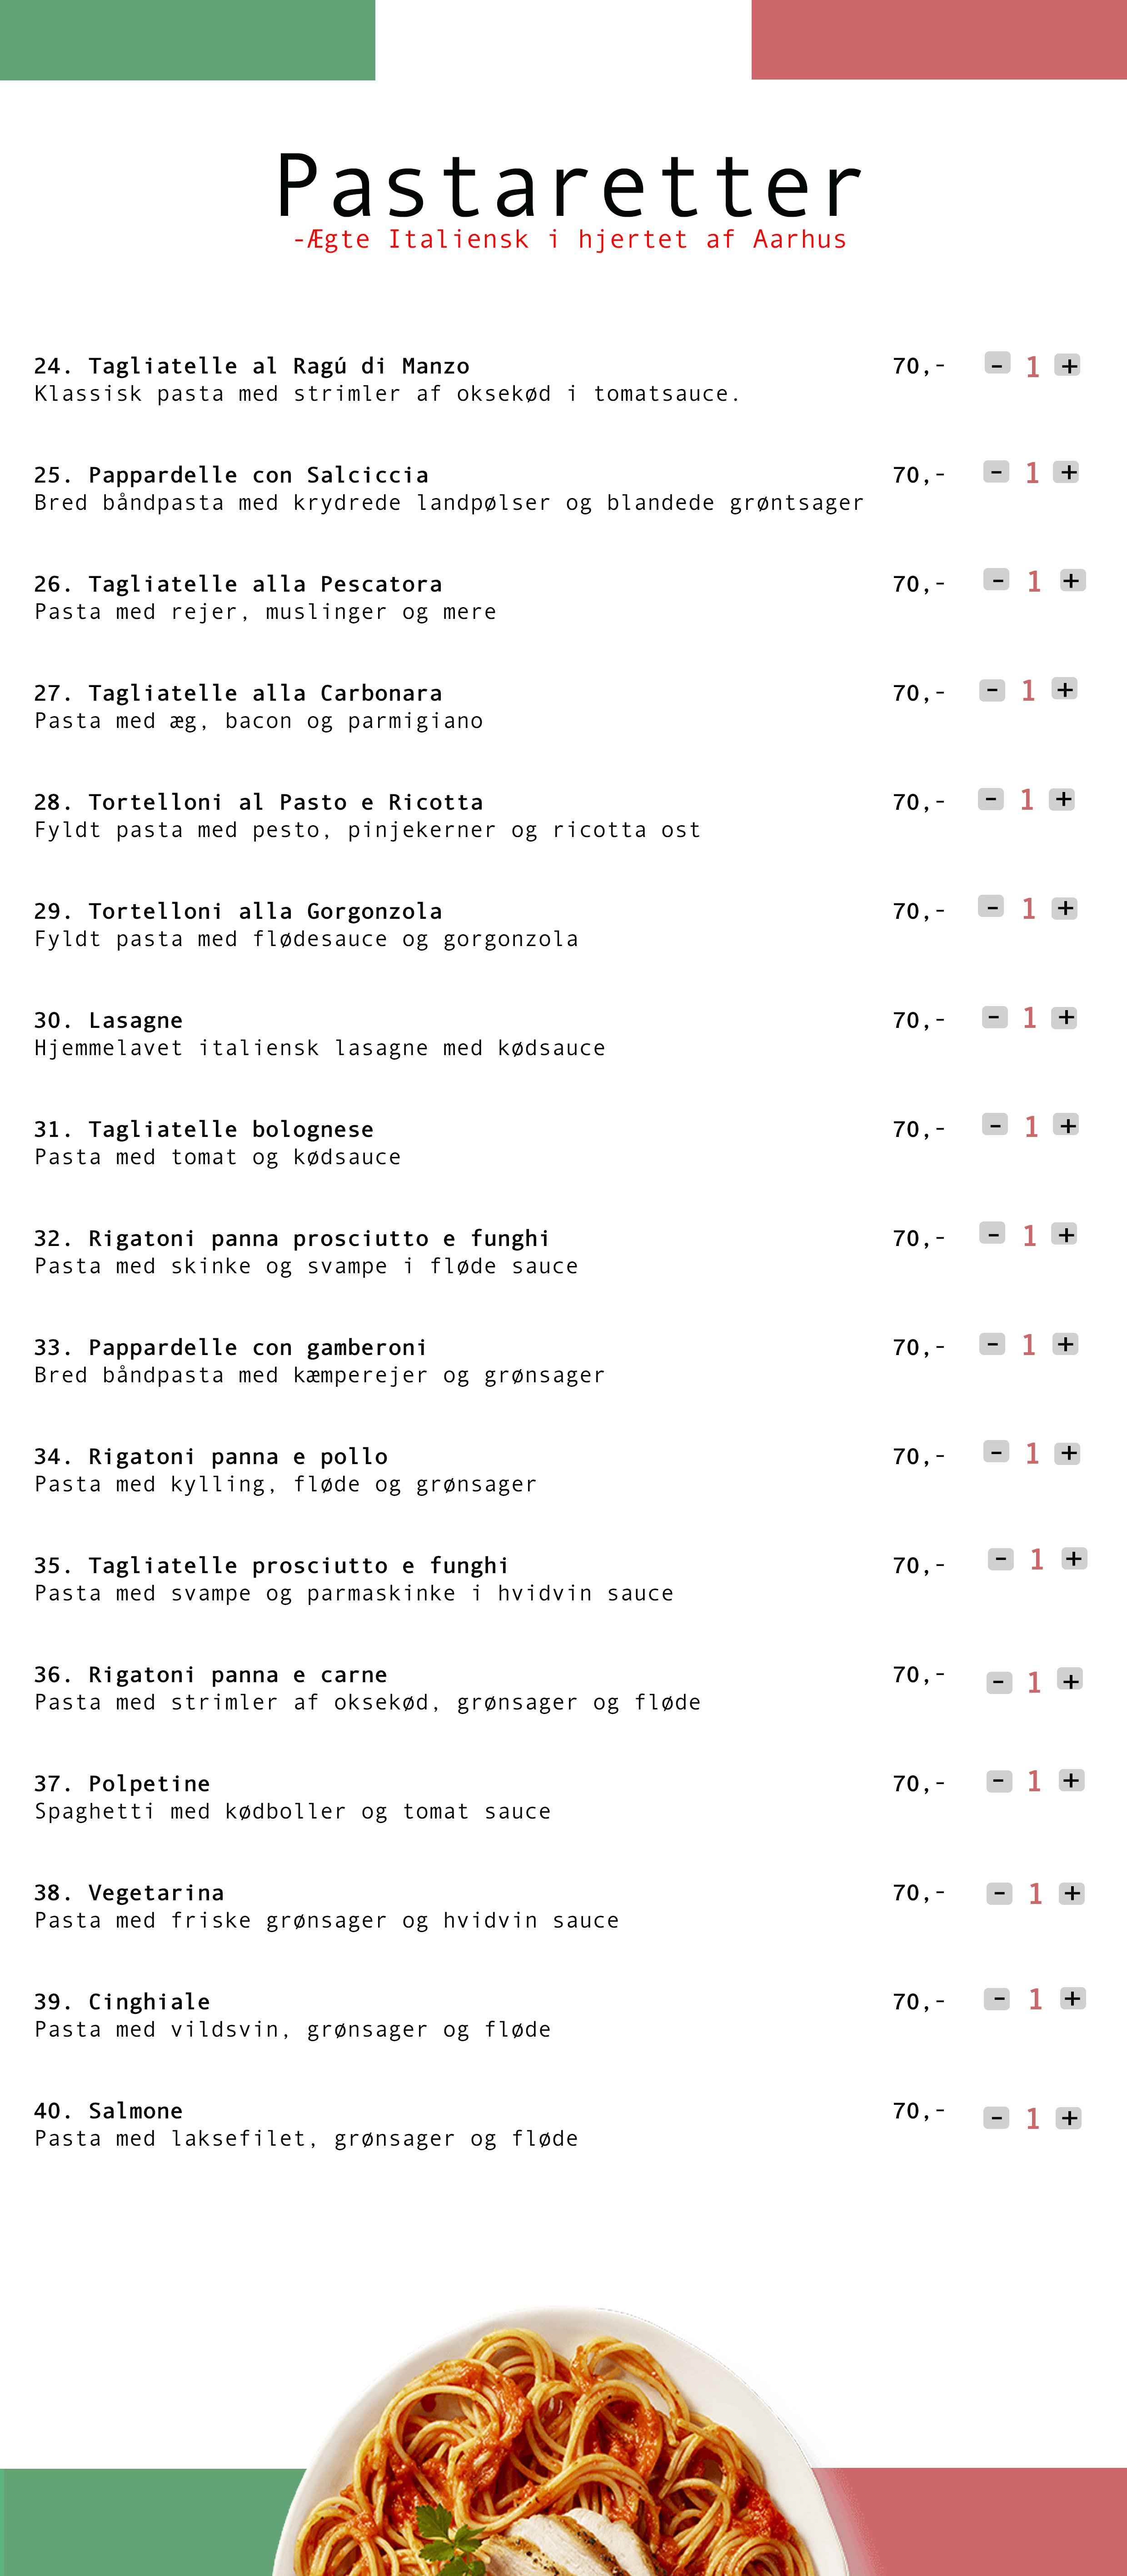 Pastaretter
-Ægte Italiensk i hjertet af Aarhus
24. Tagliatelle al Ragú di Manzo 70,- - 1 +
Klassisk pasta med strimler af oksekød i tomatsauce.
25. Pappardelle con Salciccia 70,- - 1 +
Bred båndpasta med krydrede landpølser og blandede grøntsager
26. Tagliatelle alla Pescatora 70,- - 1 +
Pasta med rejer, muslinger og mere
27. Tagliatelle alla Carbonara 70,- - 1 +
Pasta med æg, bacon og parmigiano
28. Tortelloni al Pasto e Ricotta 70,- - 1 +
Fyldt pasta med pesto, pinjekerner og ricotta ost
29. Tortelloni alla Gorgonzola 70,- - 1 +
Fyldt pasta med flødesauce og gorgonzola
30. Lasagne 70,- - 1 +
Hjemmelavet italiensk lasagne med kødsauce
31. Tagliatelle bolognese 70,- - 1 +
Pasta med tomat og kødsauce
32. Rigatoni panna prosciutto e funghi 70,- - 1 +
Pasta med skinke og svampe i fløde sauce
33. Pappardelle con gamberoni 70,- - 1 +
Bred båndpasta med kæmperejer og grønsager
34. Rigatoni panna e pollo 70,- - 1 +
Pasta med kylling, fløde og grønsager
35. Tagliatelle prosciutto e funghi 70,- - 1 +
Pasta med svampe og parmaskinke i hvidvin sauce
36. Rigatoni panna e carne 70,- - 1 +
Pasta med strimler af oksekød, grønsager og fløde
37. Polpetine 70,- - 1 +
Spaghetti med kødboller og tomat sauce
38. Vegetarina 70,- - 1 +
Pasta med friske grønsager og hvidvin sauce
39. Cinghiale 70,- - 1 +
Pasta med vildsvin, grønsager og fløde
40. Salmone 70,- - 1 +
Pasta med laksefilet, grønsager og fløde